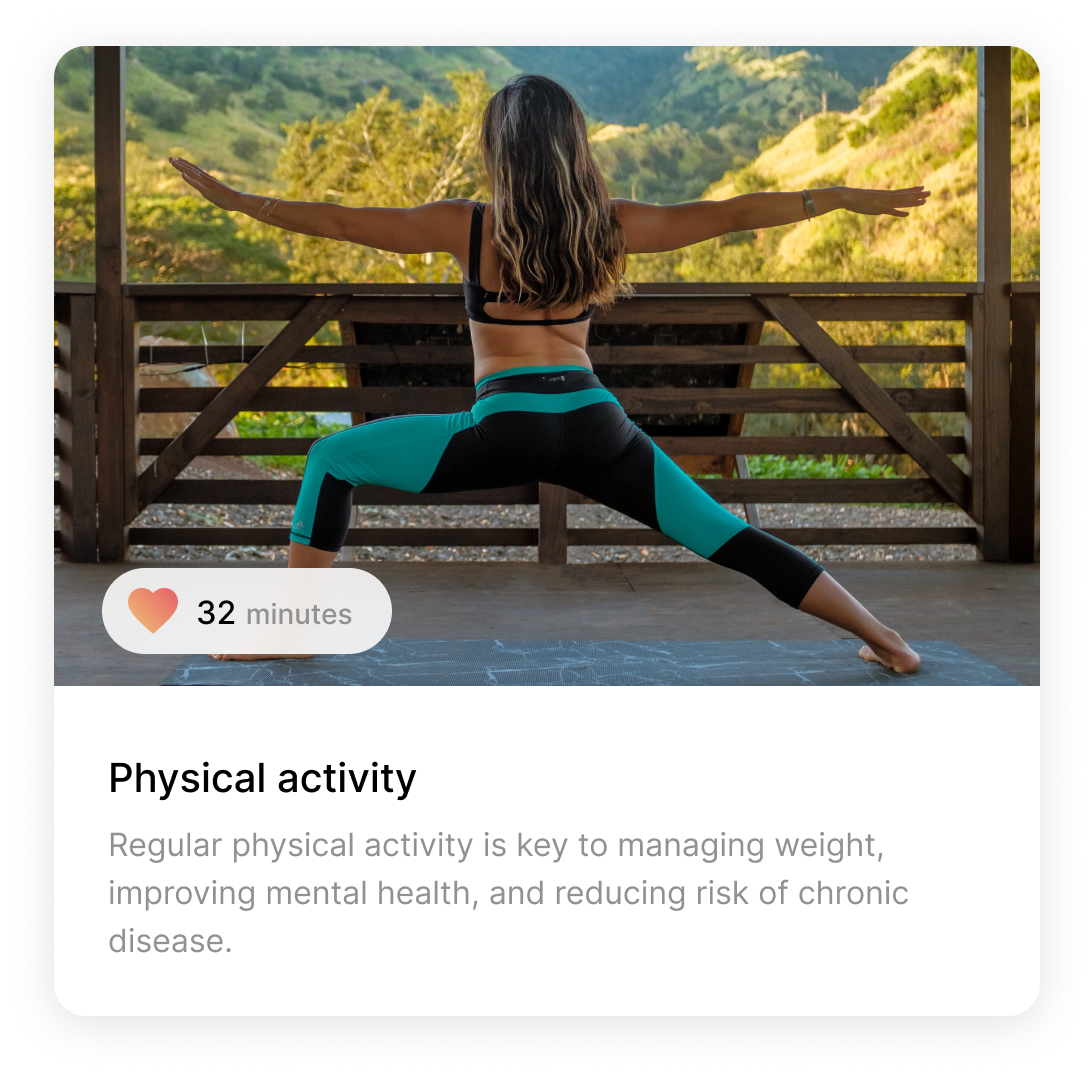 32 minutes
Physical activity
Regular physical activity is key to managing weight,
improving mental health, and reducing risk of chronic
disease.